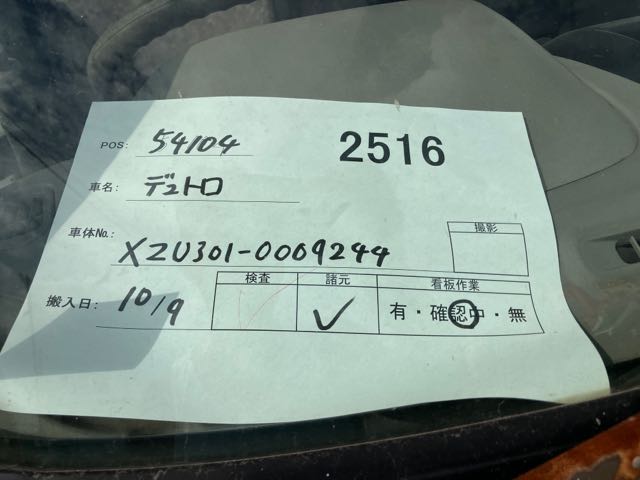 POS: 54104
2516
車名: デュトロ
車体No.: XZU301-0009244
撮影
搬入日: 10/9
検査 諸元 看板作業
✓ 有・確認中・無